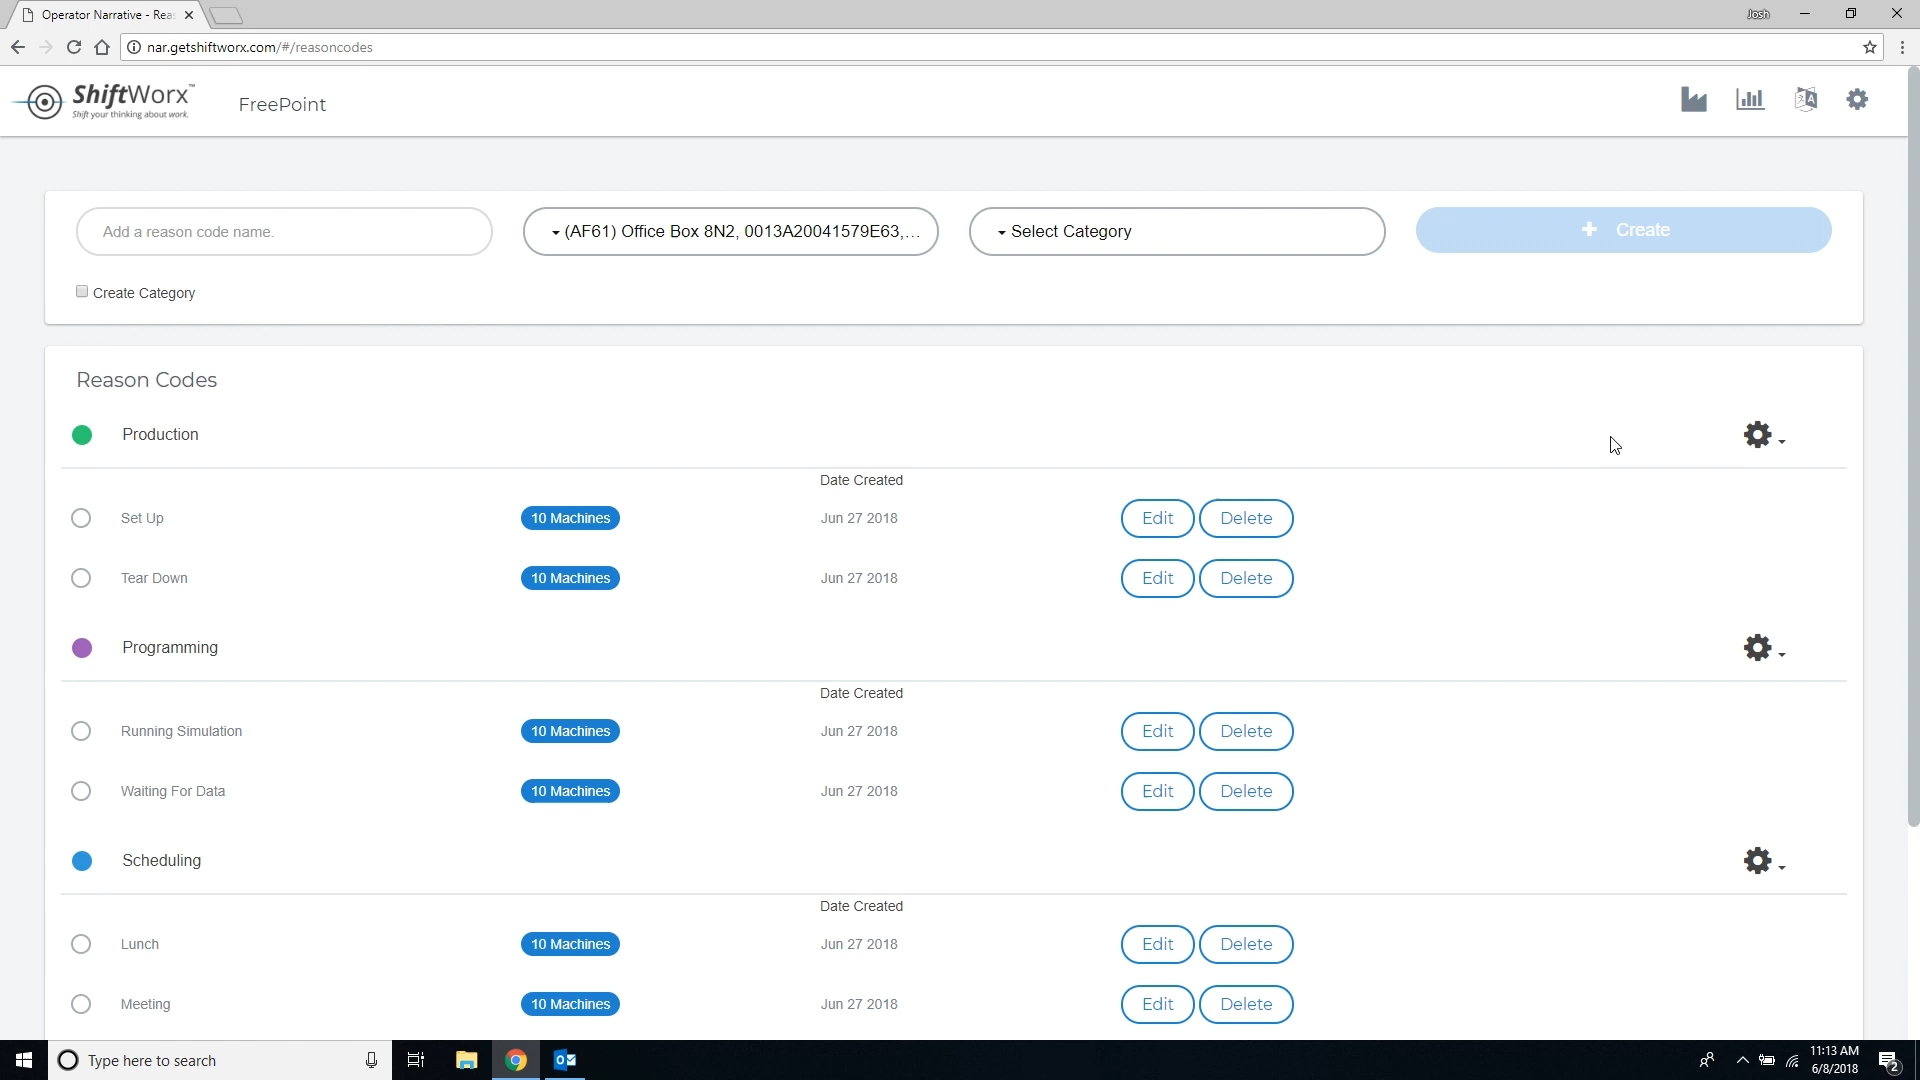 Operator Narrative - Rea
Josh
nar.getshiftworx.com/#/reasoncodes
ShiftWorx™
Shift your thinking about work.
FreePoint
Add a reason code name.
(AF61) Office Box 8N2, 0013A20041579E63,...
Select Category
+ Create
Create Category
Reason Codes
Production
Date Created
Set Up 10 Machines Jun 27 2018 Edit Delete
Tear Down 10 Machines Jun 27 2018 Edit Delete
Programming
Date Created
Running Simulation 10 Machines Jun 27 2018 Edit Delete
Waiting For Data 10 Machines Jun 27 2018 Edit Delete
Scheduling
Date Created
Lunch 10 Machines Jun 27 2018 Edit Delete
Meeting 10 Machines Jun 27 2018 Edit Delete
Type here to search
11:13 AM
6/8/2018
2